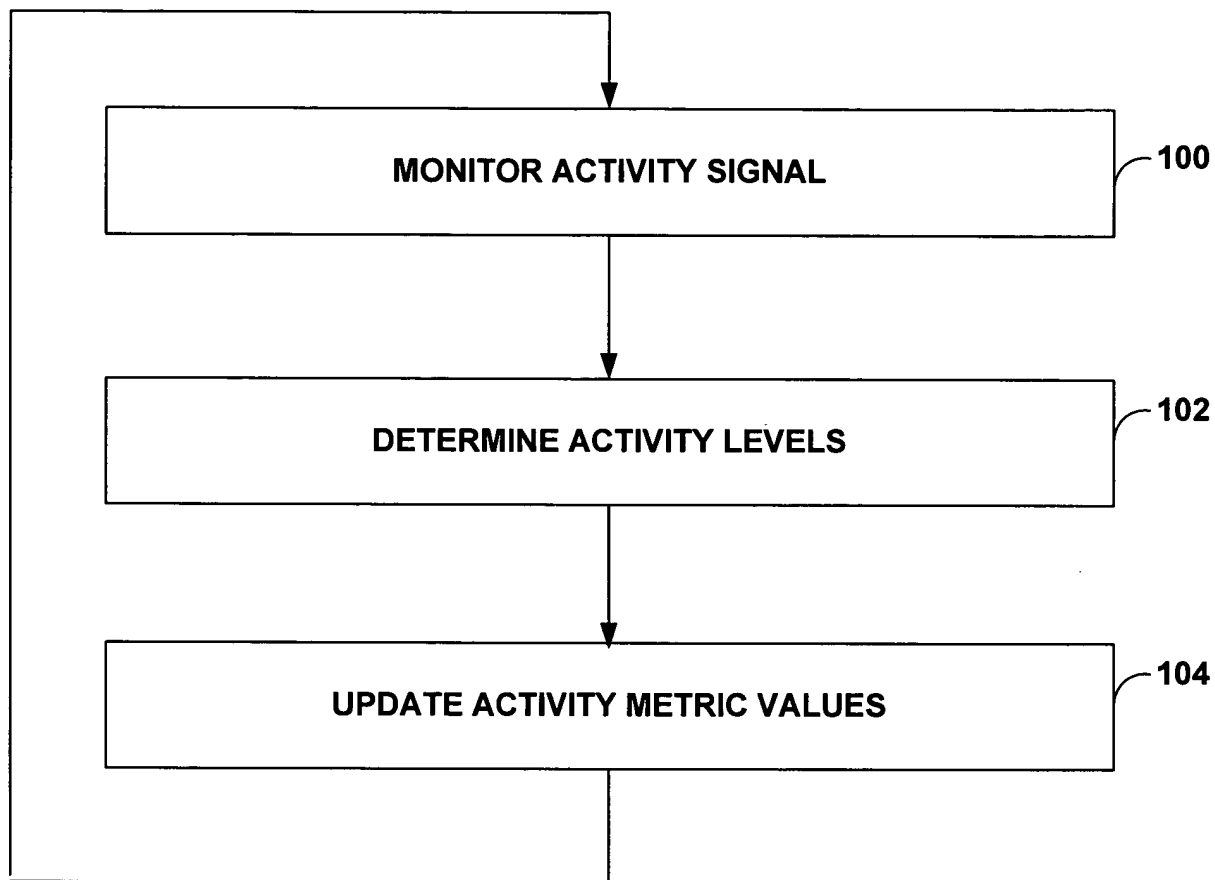 MONITOR ACTIVITY SIGNAL
100
DETERMINE ACTIVITY LEVELS
102
UPDATE ACTIVITY METRIC VALUES
104